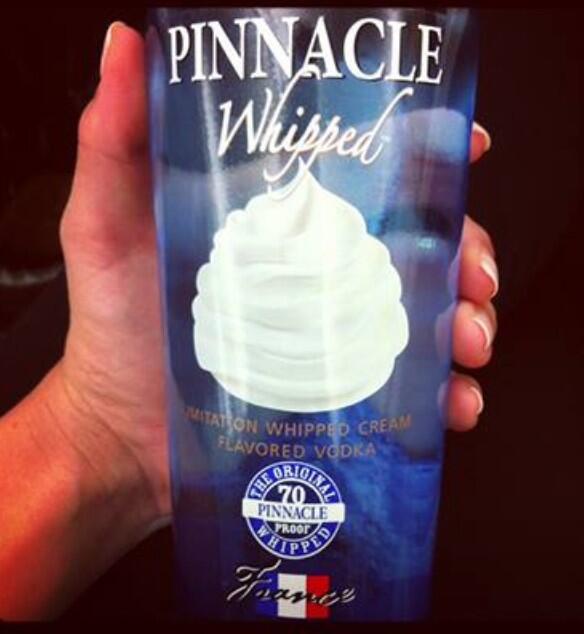 PINNACLE
Whipped
IMITATION WHIPPED CREAM
FLAVORED VODKA
THE ORIGINAL
70
PINNACLE
PROOF
WHIPPED
France